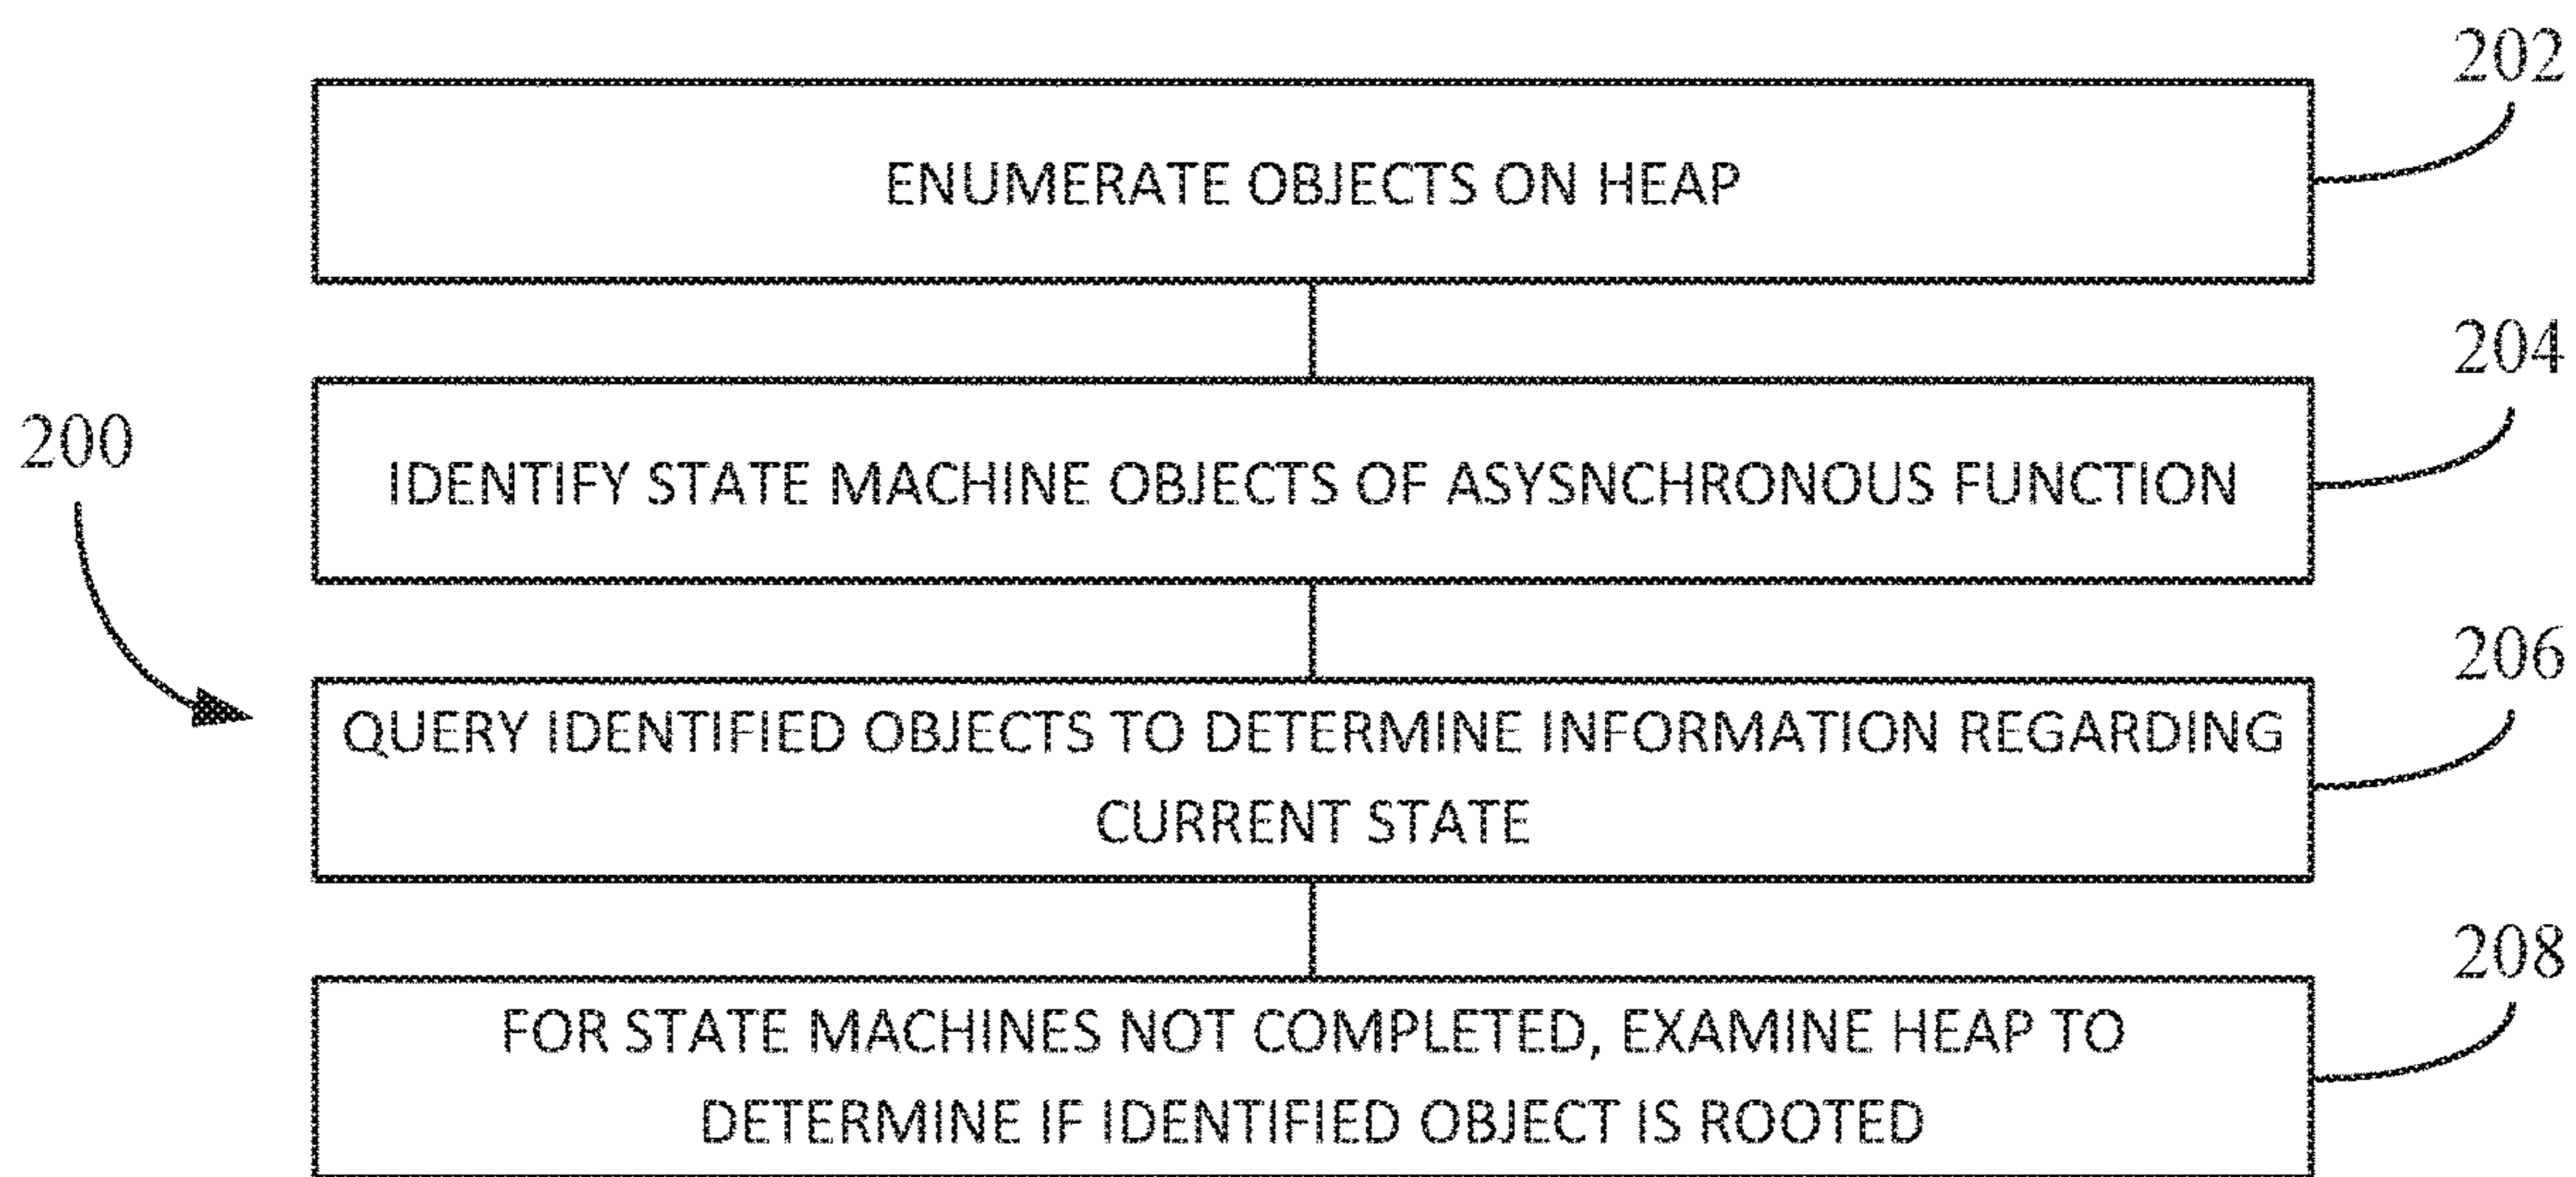 202
ENUMERATE OBJECTS ON HEAP
204
IDENTIFY STATE MACHINE OBJECTS OF ASYSNCHRONOUS FUNCTION
200
206
QUERY IDENTIFIED OBJECTS TO DETERMINE INFORMATION REGARDING
CURRENT STATE
208
FOR STATE MACHINES NOT COMPLETED, EXAMINE HEAP TO
DETERMINE IF IDENTIFIED OBJECT IS ROOTED